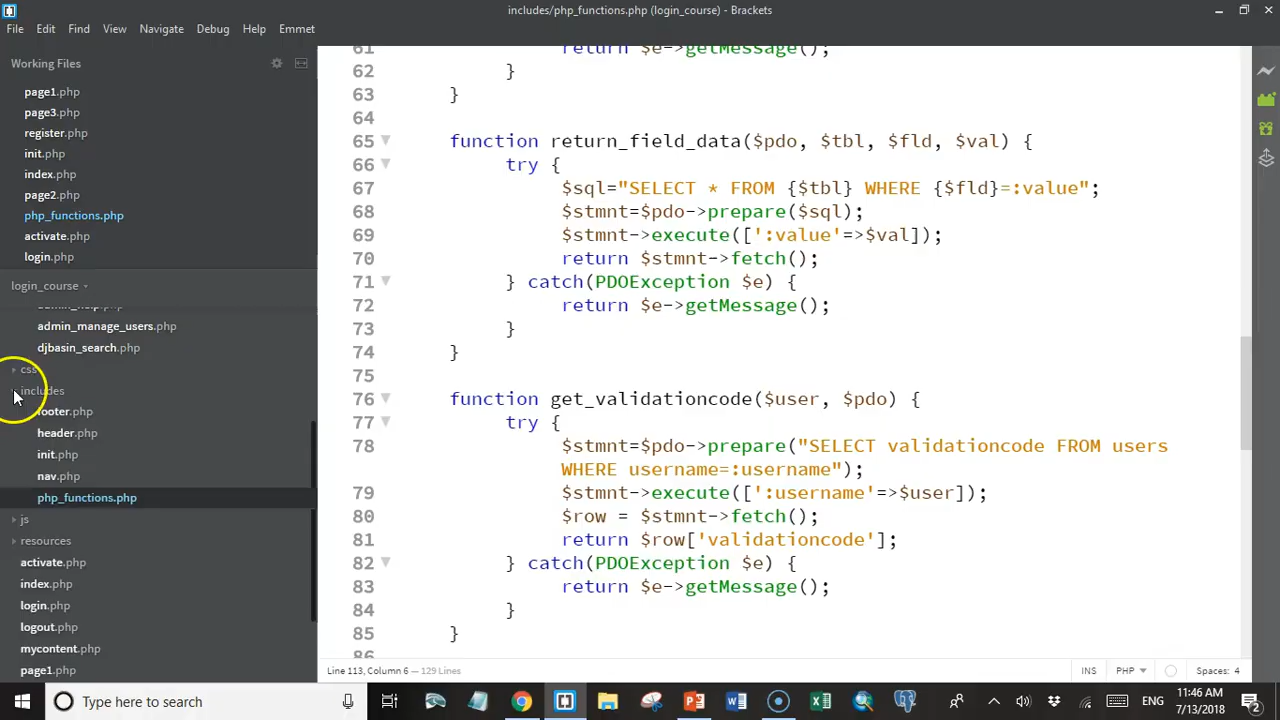 includes/php_functions.php (login_course) - Brackets
File Edit Find View Navigate Debug Help Emmet
Working Files
page1.php
page3.php
register.php
init.php
index.php
page2.php
php_functions.php
activate.php
login.php
login_course
admin_manage_users.php
djbasin_search.php
css
includes
footer.php
header.php
init.php
nav.php
php_functions.php
js
resources
activate.php
index.php
login.php
logout.php
mycontent.php
page1.php
61 return $e->getMessage();
62 }
63 }
64
65 function return_field_data($pdo, $tbl, $fld, $val) {
66 try {
67 $sql="SELECT * FROM {$tbl} WHERE {$fld}=:value";
68 $stmnt=$pdo->prepare($sql);
69 $stmnt->execute([':value'=>$val]);
70 return $stmnt->fetch();
71 } catch(PDOException $e) {
72 return $e->getMessage();
73 }
74 }
75
76 function get_validationcode($user, $pdo) {
77 try {
78 $stmnt=$pdo->prepare("SELECT validationcode FROM users
WHERE username=:username");
79 $stmnt->execute([':username'=>$user]);
80 $row = $stmnt->fetch();
81 return $row['validationcode'];
82 } catch(PDOException $e) {
83 return $e->getMessage();
84 }
85 }
86
Line 113, Column 6 — 129 Lines
INS PHP Spaces: 4
Type here to search
ENG
11:46 AM
7/13/2018
2